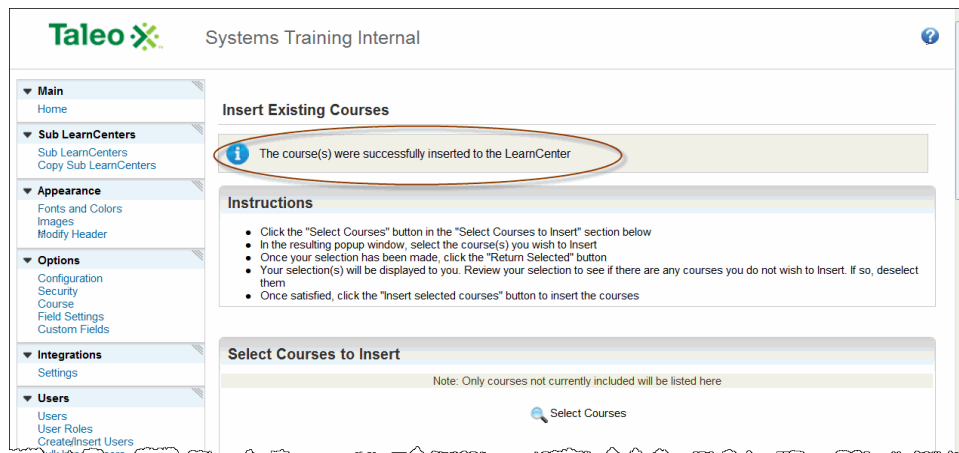 Taleo
Systems Training Internal
Main
Home
Sub LearnCenters
Sub LearnCenters
Copy Sub LearnCenters
Appearance
Fonts and Colors
Images
Modify Header
Options
Configuration
Security
Course
Field Settings
Custom Fields
Integrations
Settings
Users
Users
User Roles
Create/Insert Users
Insert Existing Courses
The course(s) were successfully inserted to the LearnCenter
Instructions
Click the "Select Courses" button in the "Select Courses to Insert" section below
In the resulting popup window, select the course(s) you wish to Insert
Once your selection has been made, click the "Return Selected" button
Your selection(s) will be displayed to you. Review your selection to see if there are any courses you do not wish to Insert. If so, deselect
them
Once satisfied, click the "Insert selected courses" button to insert the courses
Select Courses to Insert
Note: Only courses not currently included will be listed here
Select Courses